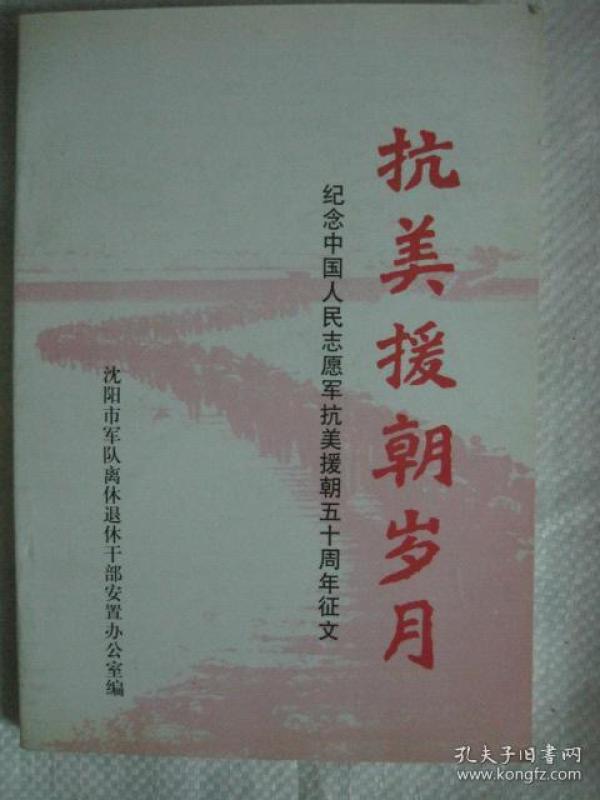 抗美援朝岁月
纪念中国人民志愿军抗美援朝五十周年征文
沈阳市军队离休退休干部安置办公室编
孔夫子旧書网
www.kongfz.com